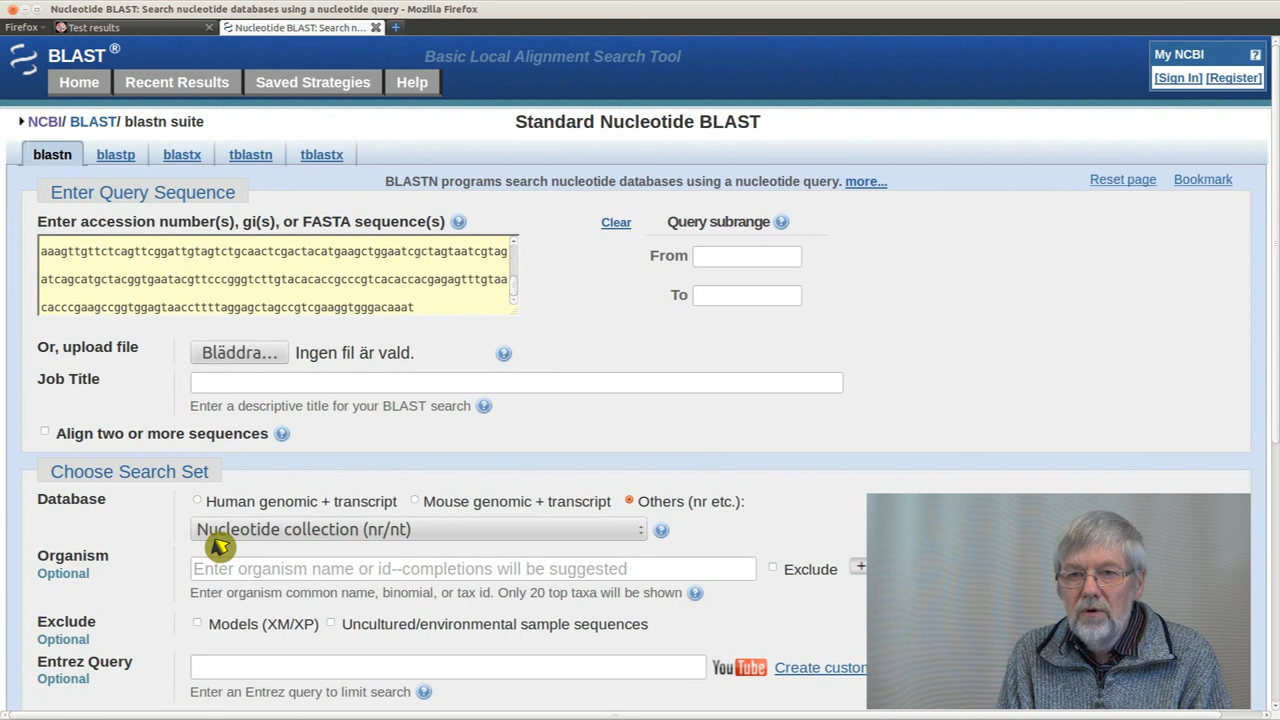 Nucleotide BLAST: Search nucleotide databases using a nucleotide query - Mozilla Firefox
Firefox
Test results
Nucleotide BLAST: Search n...
BLAST ®
Basic Local Alignment Search Tool
My NCBI
[Sign In] [Register]
Home
Recent Results
Saved Strategies
Help
NCBI/ BLAST/ blastn suite
Standard Nucleotide BLAST
blastn
blastp
blastx
tblastn
tblastx
BLASTN programs search nucleotide databases using a nucleotide query. more...
Reset page
Bookmark
Enter Query Sequence
Enter accession number(s), gi(s), or FASTA sequence(s)
Clear
Query subrange
aaagttgttctcagttcggattgtagtctgcaactcgactacatgaagctggaatcgctagtaatcgtag
atcagcatgctacggtgaatacgttcccgggtcttgtacacaccgcccgtcacaccacgagagtttgtaa
cacccgaagccggtggagtaaccttttaggagctagccgtcgaaggtgggacaaat
From
To
Or, upload file
Bläddra...
Ingen fil är vald.
Job Title
Enter a descriptive title for your BLAST search
Align two or more sequences
Choose Search Set
Database
Human genomic + transcript
Mouse genomic + transcript
Others (nr etc.):
Nucleotide collection (nr/nt)
Organism
Optional
Enter organism name or id--completions will be suggested
Exclude
+
Enter organism common name, binomial, or tax id. Only 20 top taxa will be shown
Exclude
Optional
Models (XM/XP)
Uncultured/environmental sample sequences
Entrez Query
Optional
YouTube
Create custom
Enter an Entrez query to limit search